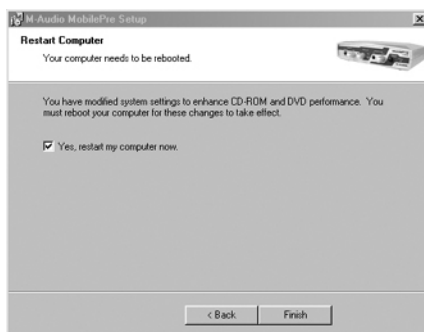 M-Audio MobilePre Setup
Restart Computer
Your computer needs to be rebooted.
You have modified system settings to enhance CD-ROM and DVD performance. You
must reboot your computer for these changes to take effect.
Yes, restart my computer now.
< Back
Finish